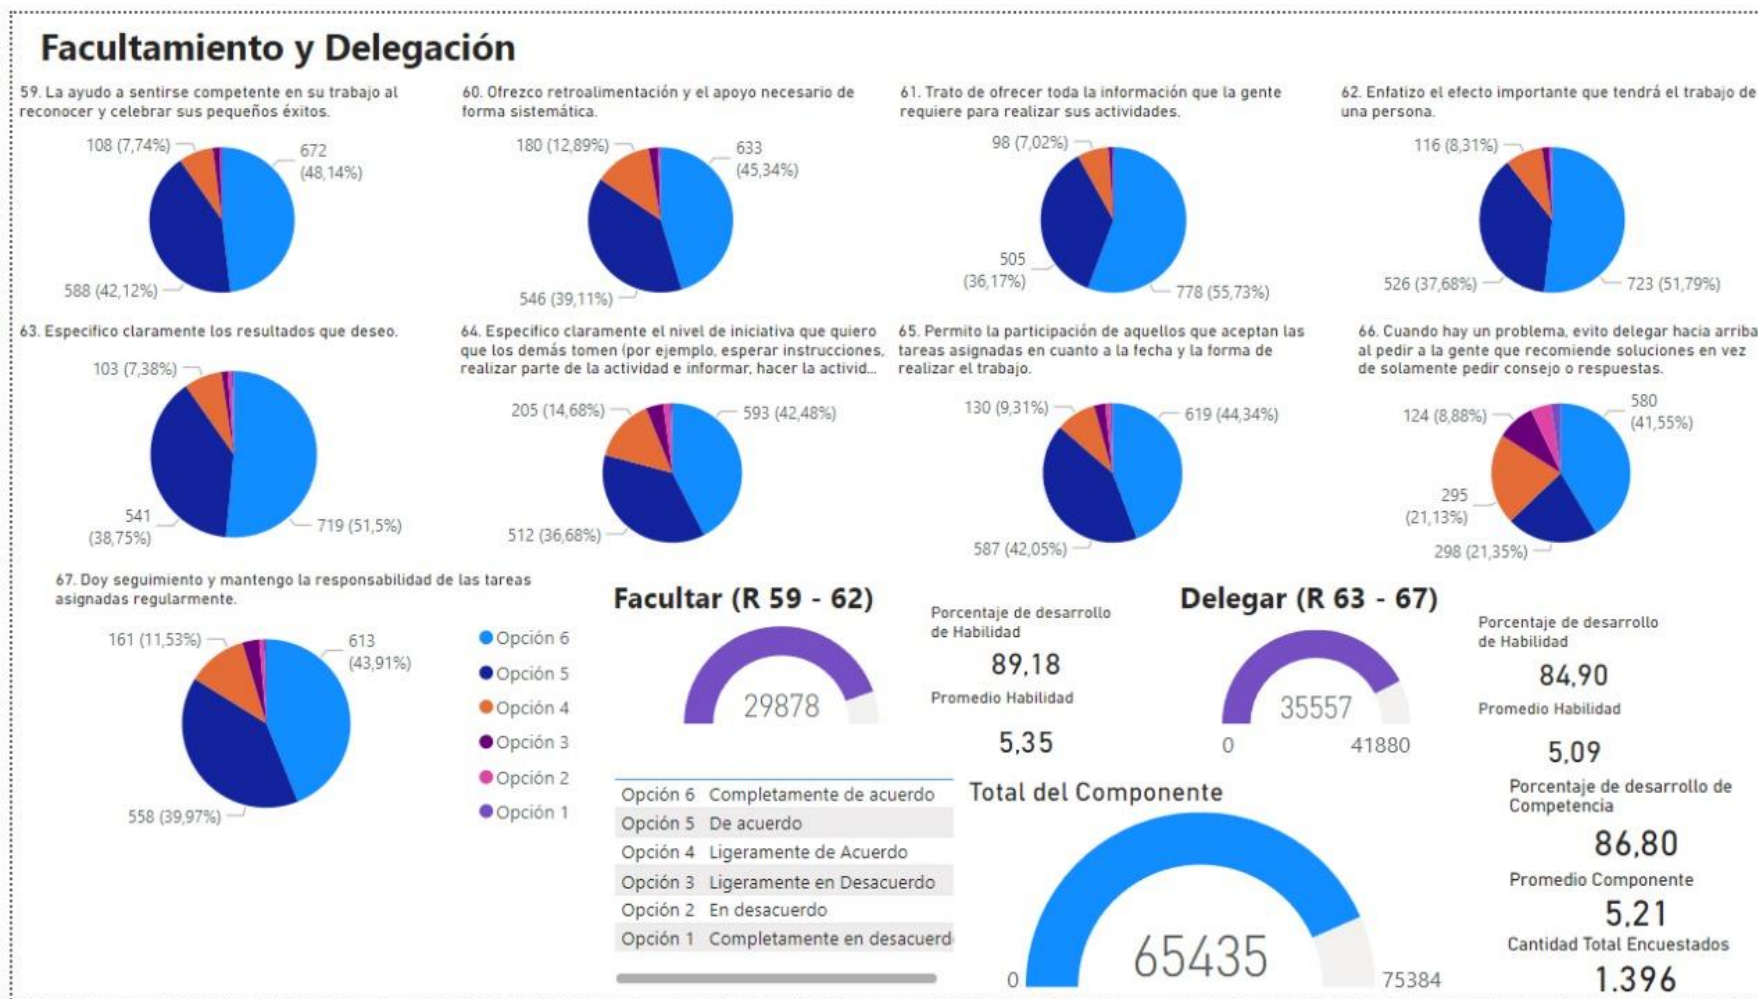 Facultamiento y Delegación
59. La ayudo a sentirse competente en su trabajo al
reconocer y celebrar sus pequeños éxitos.
108 (7,74%)
672
(48,14%)
588 (42,12%)
60. Ofrezco retroalimentación y el apoyo necesario de
forma sistemática.
180 (12,89%)
633
(45,34%)
546 (39,11%)
61. Trato de ofrecer toda la información que la gente
requiere para realizar sus actividades.
98 (7,02%)
505
(36,17%)
778 (55,73%)
62. Enfatizo el efecto importante que tendrá el trabajo de
una persona.
116 (8,31%)
526 (37,68%)
723 (51,79%)
63. Especifico claramente los resultados que deseo.
103 (7,38%)
541
(38,75%)
719 (51,5%)
64. Especifico claramente el nivel de iniciativa que quiero
que los demás tomen (por ejemplo, esperar instrucciones,
realizar parte de la actividad e informar, hacer la activid...
205 (14,68%)
593 (42,48%)
512 (36,68%)
65. Permito la participación de aquellos que aceptan las
tareas asignadas en cuanto a la fecha y la forma de
realizar el trabajo.
130 (9,31%)
619 (44,34%)
587 (42,05%)
66. Cuando hay un problema, evito delegar hacia arriba
al pedir a la gente que recomiende soluciones en vez
de solamente pedir consejo o respuestas.
124 (8,88%)
580
(41,55%)
295
(21,13%)
298 (21,35%)
67. Doy seguimiento y mantengo la responsabilidad de las tareas
asignadas regularmente.
161 (11,53%)
613
(43,91%)
558 (39,97%)
Opción 6
Opción 5
Opción 4
Opción 3
Opción 2
Opción 1
Facultar (R 59 - 62)
29878
Porcentaje de desarrollo
de Habilidad
89,18
Promedio Habilidad
5,35
Delegar (R 63 - 67)
35557
0
41880
Porcentaje de desarrollo
de Habilidad
84,90
Promedio Habilidad
5,09
Opción 6 Completamente de acuerdo
Opción 5 De acuerdo
Opción 4 Ligeramente de Acuerdo
Opción 3 Ligeramente en Desacuerdo
Opción 2 En desacuerdo
Opción 1 Completamente en desacuerd
Total del Componente
65435
0
75384
Porcentaje de desarrollo de
Competencia
86,80
Promedio Componente
5,21
Cantidad Total Encuestados
1.396